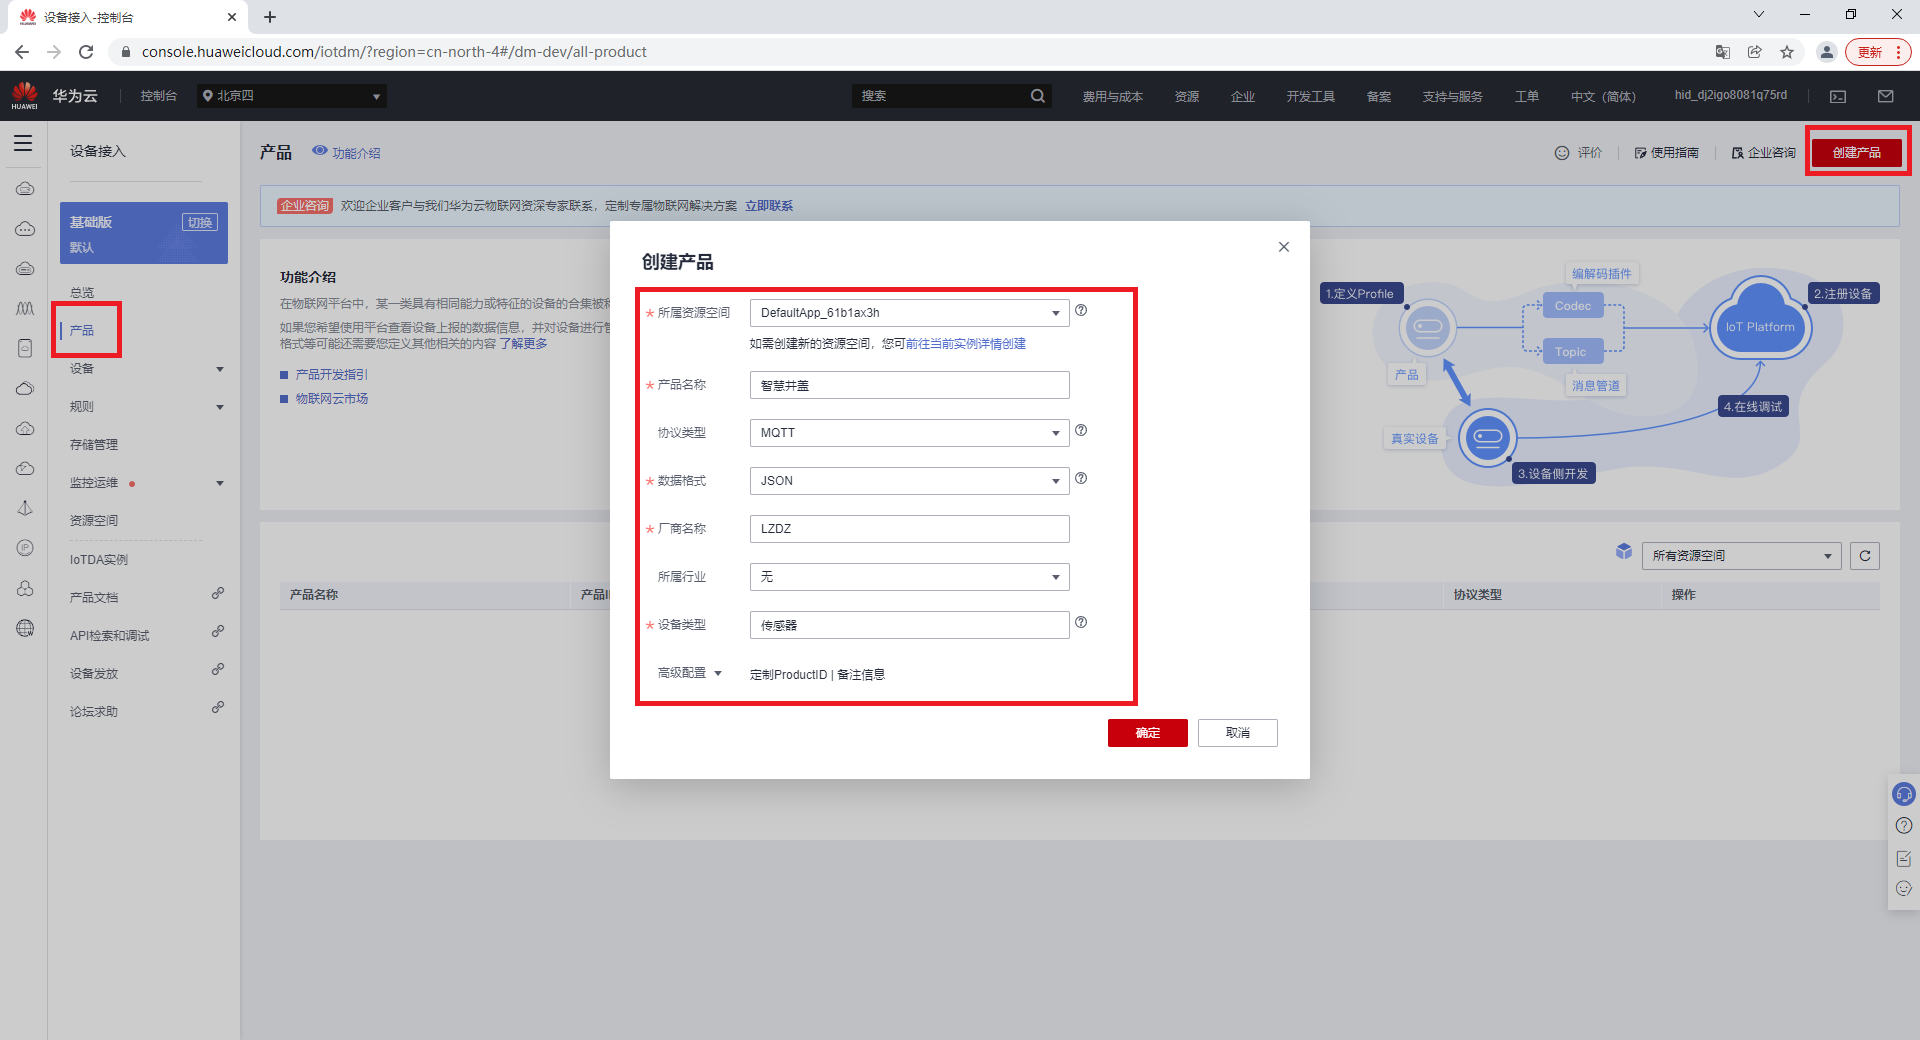 设备接入-控制台
console.huaweicloud.com/iotdm/?region=cn-north-4#/dm-dev/all-product
更新
HUAWEI
华为云
控制台
北京四
搜索
费用与成本
资源
企业
开发工具
备案
支持与服务
工单
中文（简体）
hid_dj2igo8081q75rd
设备接入
产品
功能介绍
评价
使用指南
企业咨询
创建产品
基础版
切换
默认
企业咨询 欢迎企业客户与我们华为云物联网资深专家联系，定制专属物联网解决方案 立即联系
总览
产品
设备
规则
存储管理
监控运维
资源空间
IoTDA实例
产品文档
API检索和调试
设备发放
论坛求助
功能介绍
在物联网平台中，某一类具有相同能力或特征的设备的合集被称
如果您希望使用平台查看设备上报的数据信息，并对设备进行管
格式等可能还需要您定义其他相关的内容 了解更多
产品开发指引
物联网云市场
创建产品
* 所属资源空间
DefaultApp_61b1ax3h
如需创建新的资源空间，您可前往当前实例详情创建
* 产品名称
智慧井盖
协议类型
MQTT
* 数据格式
JSON
* 厂商名称
LZDZ
所属行业
无
* 设备类型
传感器
高级配置
定制ProductID | 备注信息
确定
取消
1.定义Profile
编解码插件
Codec
Topic
消息管道
IoT Platform
2.注册设备
产品
真实设备
3.设备侧开发
4.在线调试
所有资源空间
产品名称
协议类型
操作
IP